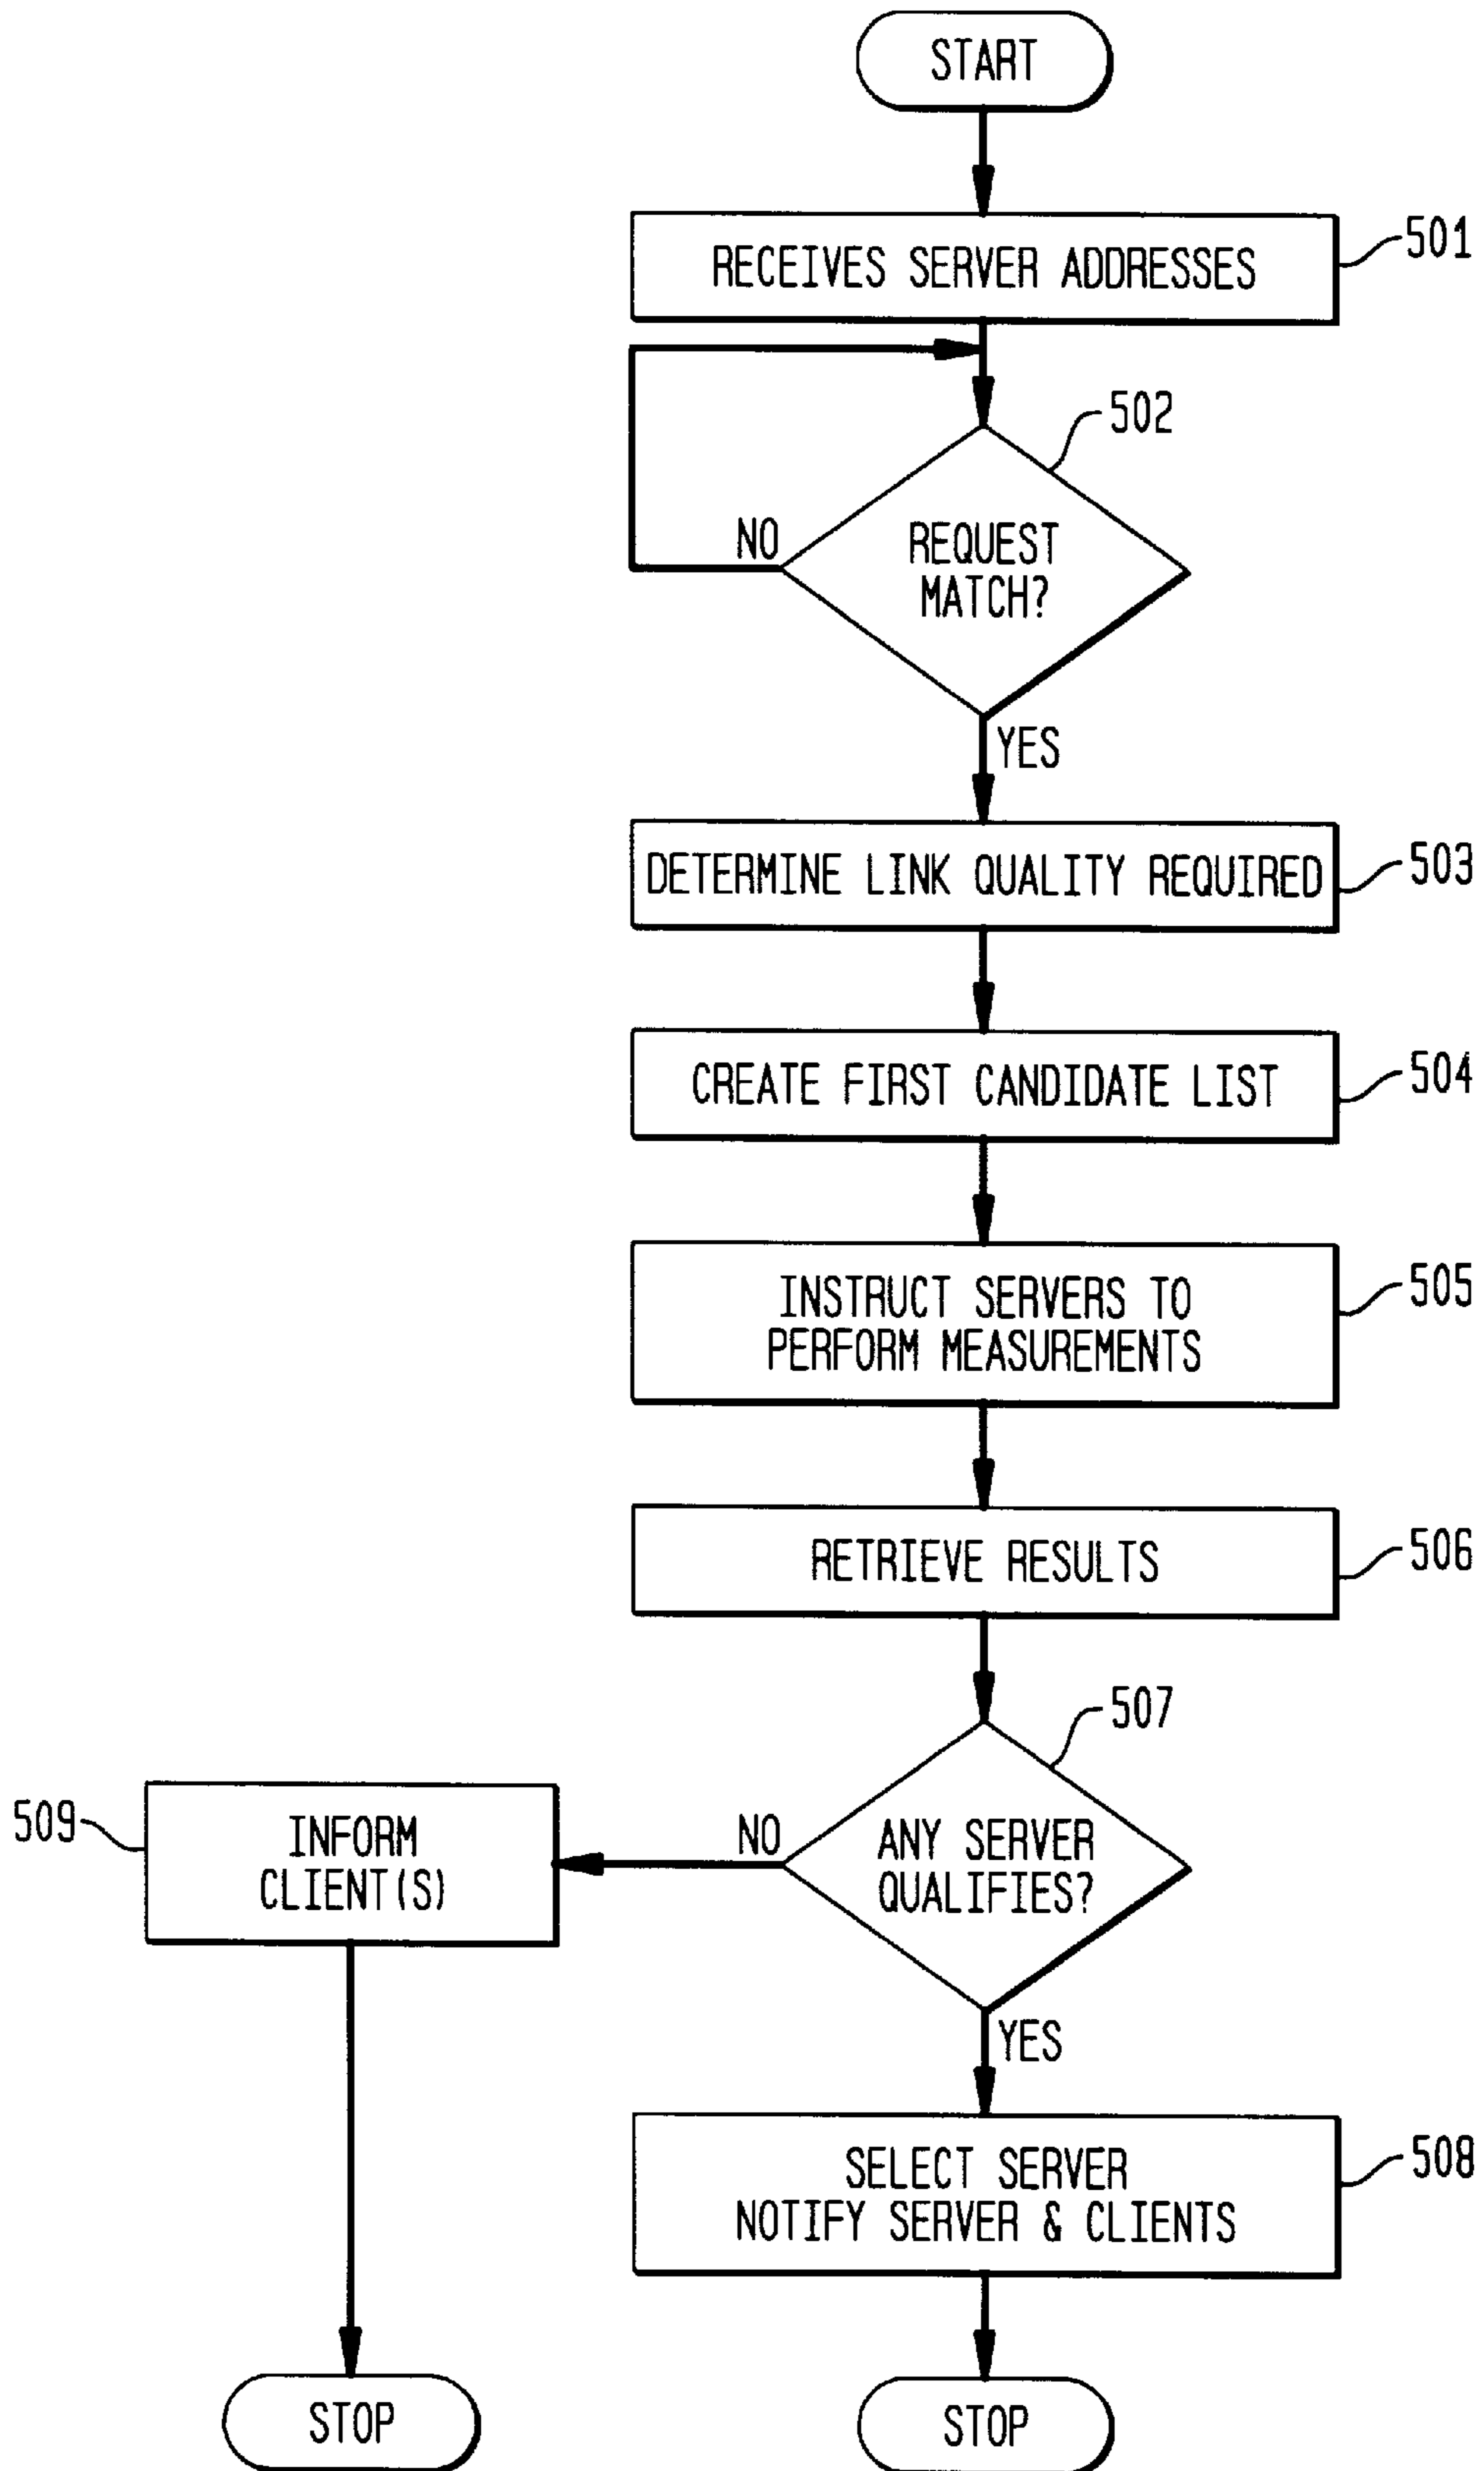 START
RECEIVES SERVER ADDRESSES
501
502
NO
REQUEST
MATCH?
YES
DETERMINE LINK QUALITY REQUIRED
503
CREATE FIRST CANDIDATE LIST
504
INSTRUCT SERVERS TO
PERFORM MEASUREMENTS
505
RETRIEVE RESULTS
506
507
509
INFORM
CLIENT(S)
NO
ANY SERVER
QUALIFIES?
YES
SELECT SERVER
NOTIFY SERVER & CLIENTS
508
STOP
STOP